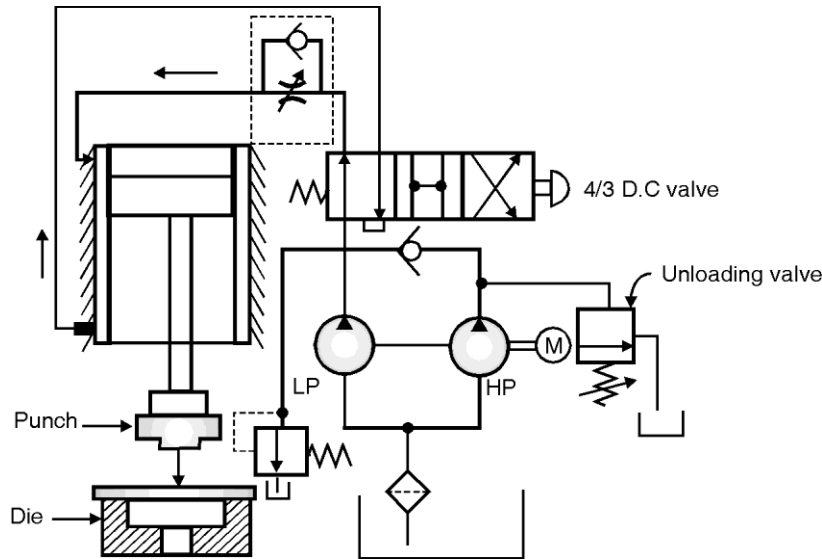 4/3 D.C valve
Unloading valve
M
LP
HP
Punch
Die